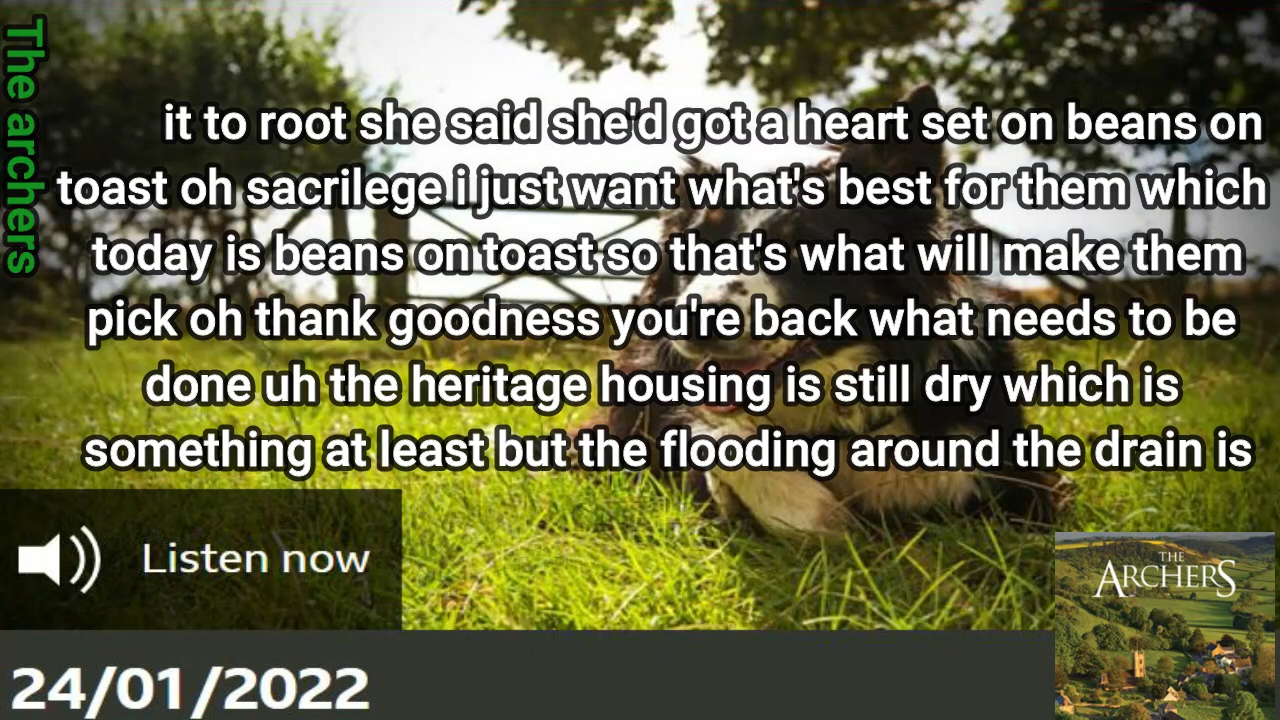 The archers
it to root she said she'd got a heart set on beans on
toast oh sacrilege i just want what's best for them which
today is beans on toast so that's what will make them
pick oh thank goodness you're back what needs to be
done uh the heritage housing is still dry which is
something at least but the flooding around the drain is
Listen now
THE
ARCHERS
24/01/2022